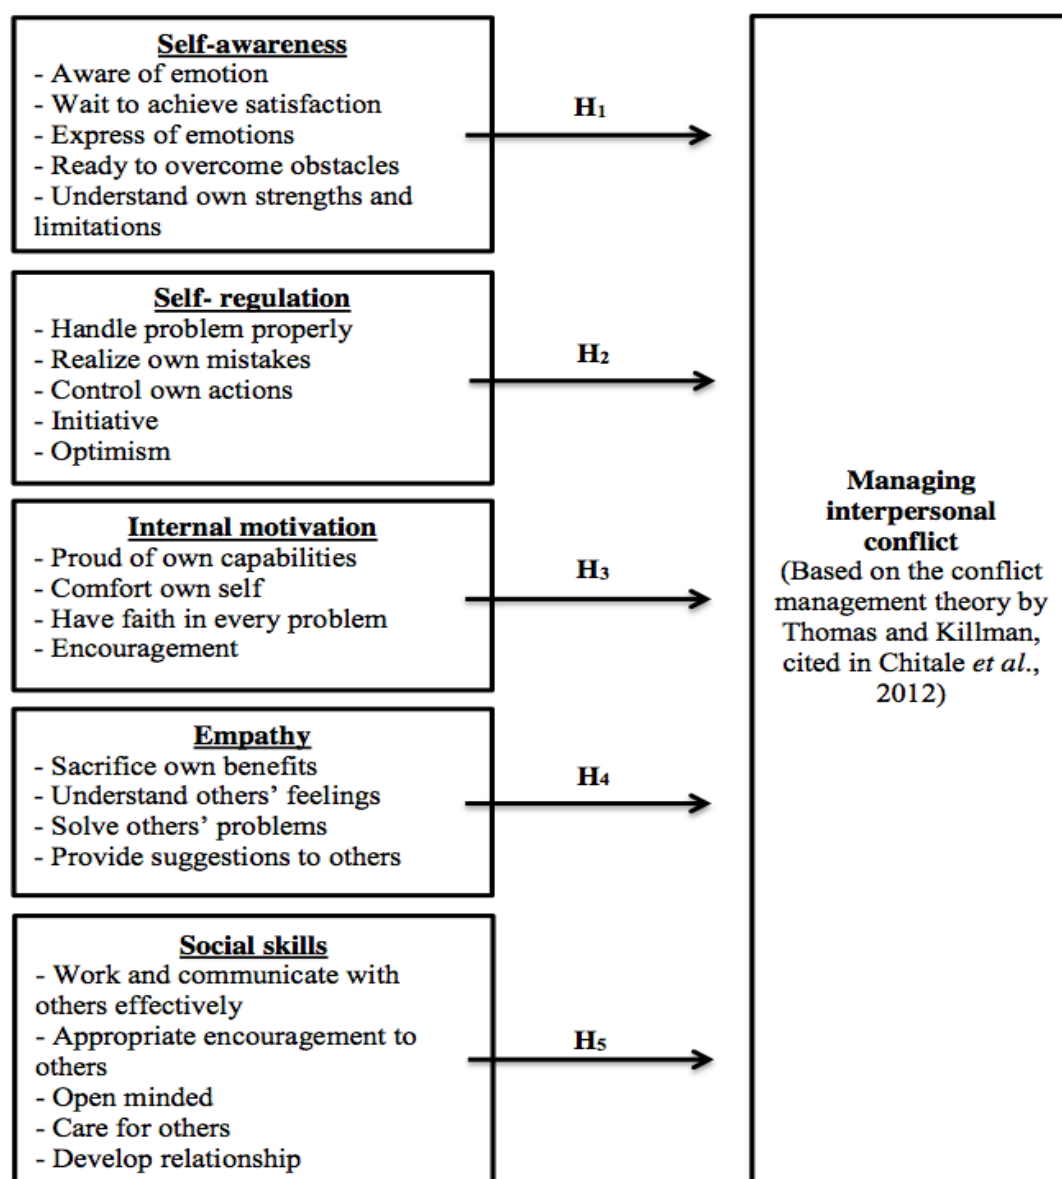 Self-awareness
- Aware of emotion
- Wait to achieve satisfaction
- Express of emotions
- Ready to overcome obstacles
- Understand own strengths and
limitations
H1
Self- regulation
- Handle problem properly
- Realize own mistakes
- Control own actions
- Initiative
- Optimism
H2
Internal motivation
- Proud of own capabilities
- Comfort own self
- Have faith in every problem
- Encouragement
H3
Empathy
- Sacrifice own benefits
- Understand others’ feelings
- Solve others’ problems
- Provide suggestions to others
H4
Social skills
- Work and communicate with
others effectively
- Appropriate encouragement to
others
- Open minded
- Care for others
- Develop relationship
H5
Managing
interpersonal
conflict
(Based on the conflict
management theory by
Thomas and Killman,
cited in Chitale et al.,
2012)